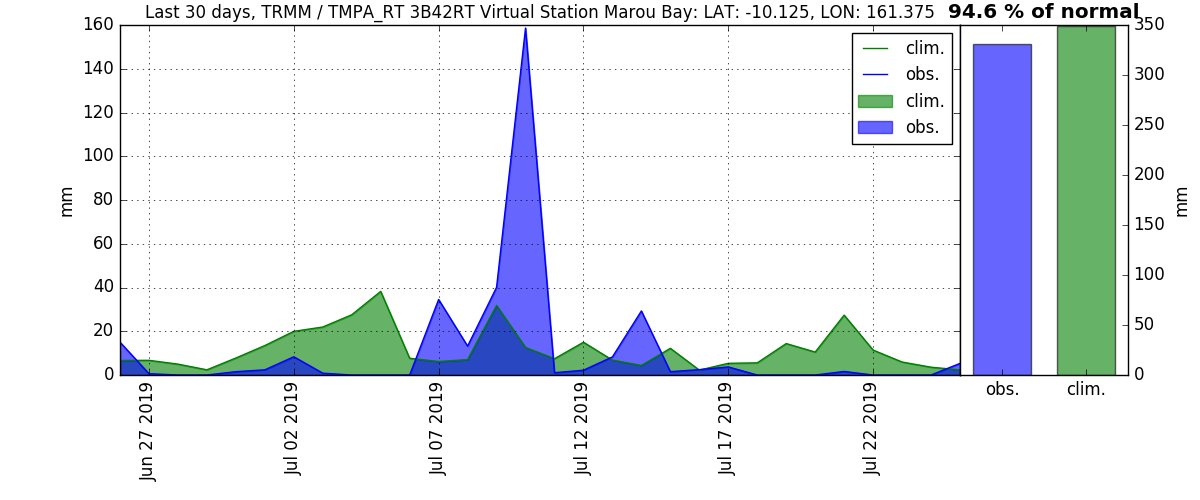 Last 30 days, TRMM / TMPA_RT 3B42RT Virtual Station Marou Bay: LAT: -10.125, LON: 161.375
94.6 % of normal
160
140
120
100
80
60
40
20
0
mm
clim.
obs.
clim.
obs.
Jun 27 2019
Jul 02 2019
Jul 07 2019
Jul 12 2019
Jul 17 2019
Jul 22 2019
350
300
250
200
150
100
50
0
mm
obs.
clim.